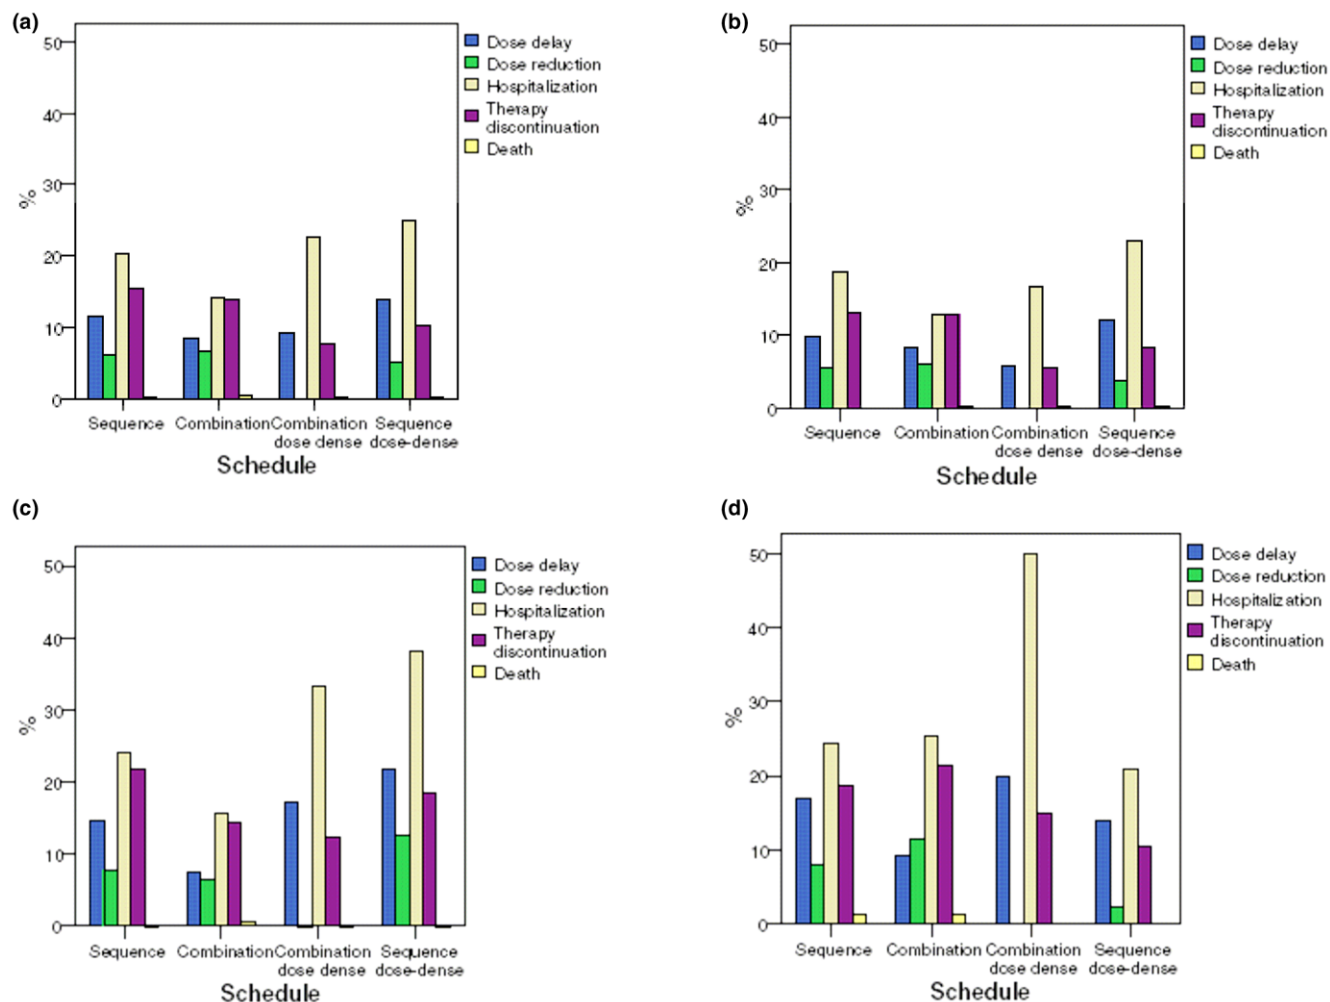 (a)
50
40
30
20
10
0
%
Sequence Combination Combination dose dense Sequence dose-dense
Schedule
Dose delay
Dose reduction
Hospitalization
Therapy
discontinuation
Death
(b)
50
40
30
20
10
0
%
Sequence Combination Combination dose dense Sequence dose-dense
Schedule
Dose delay
Dose reduction
Hospitalization
Therapy
discontinuation
Death
(c)
50
40
30
20
10
0
%
Sequence Combination Combination dose dense Sequence dose-dense
Schedule
Dose delay
Dose reduction
Hospitalization
Therapy
discontinuation
Death
(d)
50
40
30
20
10
0
%
Sequence Combination Combination dose dense Sequence dose-dense
Schedule
Dose delay
Dose reduction
Hospitalization
Therapy
discontinuation
Death